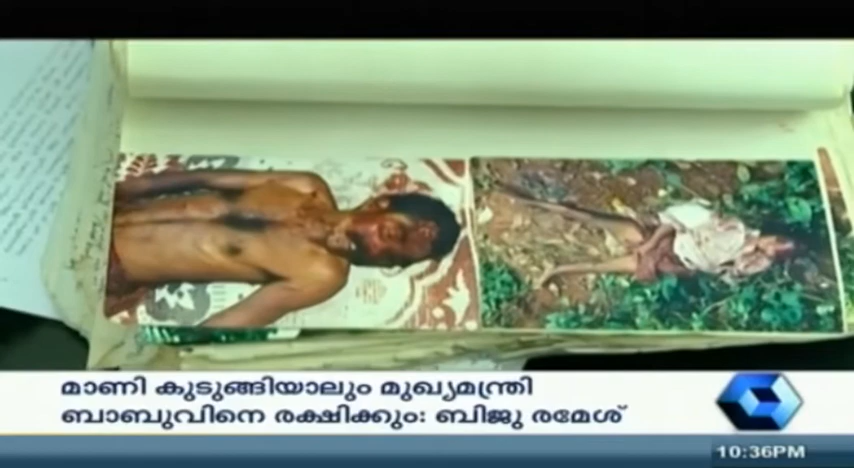 മാണി കുടുങ്ങിയാലും മുഖ്യമന്ത്രി
ബാബുവിനെ രക്ഷിക്കും: ബിജു രമേശ്
10:36PM